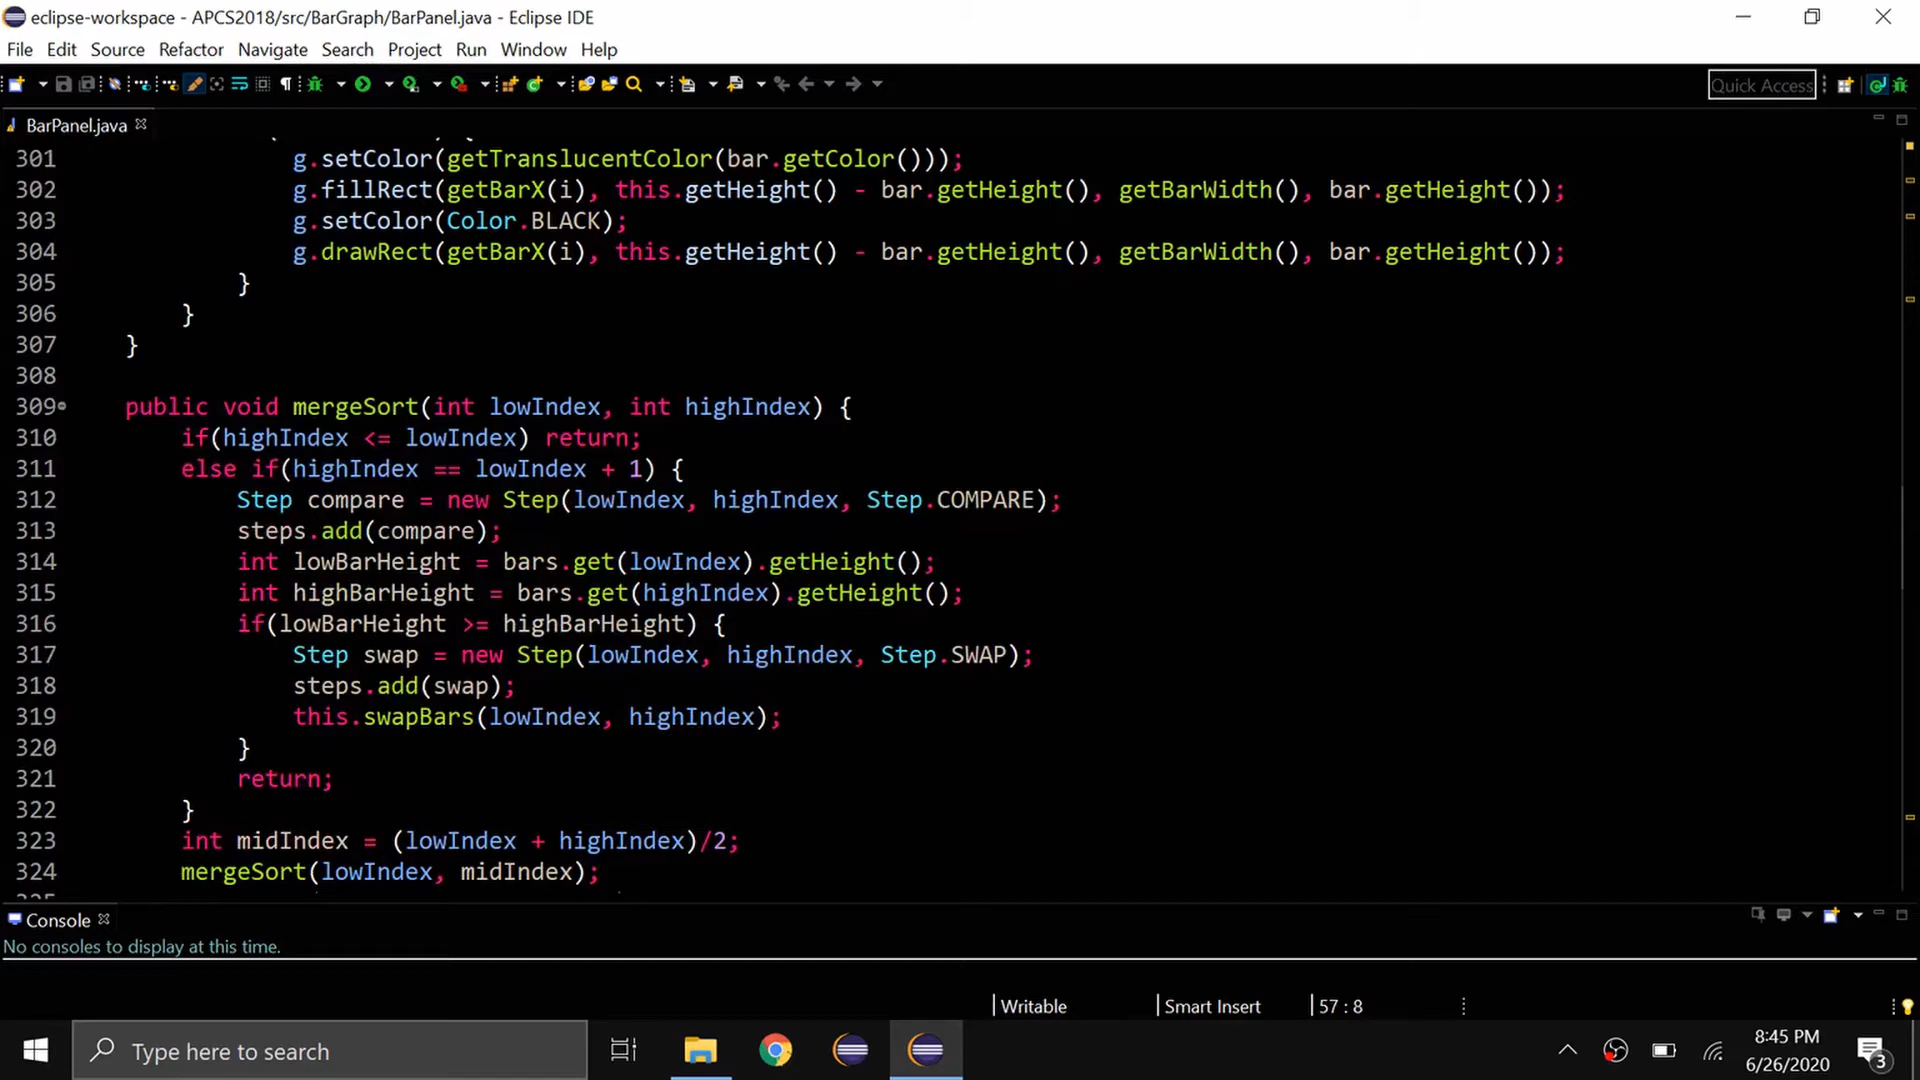 eclipse-workspace - APCS2018/src/BarGraph/BarPanel.java - Eclipse IDE
File Edit Source Refactor Navigate Search Project Run Window Help
Quick Access
BarPanel.java
301 g.setColor(getTranslucentColor(bar.getColor()));
302 g.fillRect(getBarX(i), this.getHeight() - bar.getHeight(), getBarWidth(), bar.getHeight());
303 g.setColor(Color.BLACK);
304 g.drawRect(getBarX(i), this.getHeight() - bar.getHeight(), getBarWidth(), bar.getHeight());
305 }
306 }
307 }
308
309 public void mergeSort(int lowIndex, int highIndex) {
310 if(highIndex <= lowIndex) return;
311 else if(highIndex == lowIndex + 1) {
312 Step compare = new Step(lowIndex, highIndex, Step.COMPARE);
313 steps.add(compare);
314 int lowBarHeight = bars.get(lowIndex).getHeight();
315 int highBarHeight = bars.get(highIndex).getHeight();
316 if(lowBarHeight >= highBarHeight) {
317 Step swap = new Step(lowIndex, highIndex, Step.SWAP);
318 steps.add(swap);
319 this.swapBars(lowIndex, highIndex);
320 }
321 return;
322 }
323 int midIndex = (lowIndex + highIndex)/2;
324 mergeSort(lowIndex, midIndex);
Console
No consoles to display at this time.
Writable Smart Insert 57 : 8
Type here to search
8:45 PM
6/26/2020
3